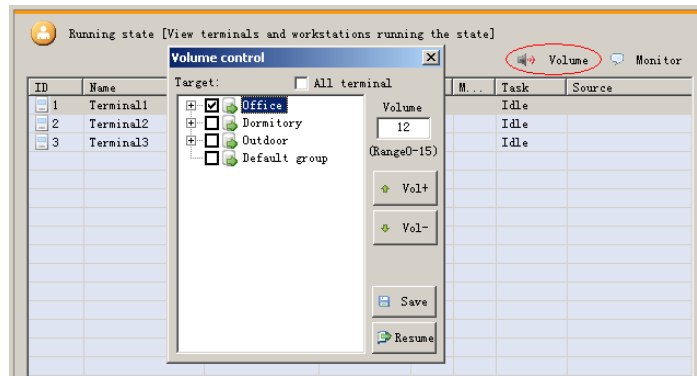 Running state [View terminals and workstations running the state]
Volume Monitor
Volume control
ID Name M... Task Source
Target: All terminal
1 Terminal1 Idle
2 Terminal2 Idle
3 Terminal3 Idle
Office
Dormitory
Outdoor
Default group
Volume
12
(Range0-15)
Vol+
Vol-
Save
Resume